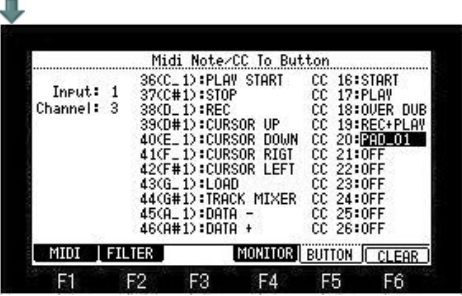 Midi Note/CC To Button
36(C_1):PLAY START CC 16:START
Input: 1 37(C#1):STOP CC 17:PLAY
Channel: 3 38(D_1):REC CC 18:OVER DUB
39(D#1):CURSOR UP CC 19:REC+PLAY
40(E_1):CURSOR DOWN CC 20:PAD_01
41(F_1):CURSOR RIGT CC 21:OFF
42(F#1):CURSOR LEFT CC 22:OFF
43(G_1):LOAD CC 23:OFF
44(G#1):TRACK MIXER CC 24:OFF
45(A_1):DATA - CC 25:OFF
46(A#1):DATA + CC 26:OFF
MIDI FILTER MONITOR BUTTON CLEAR
F1 F2 F3 F4 F5 F6